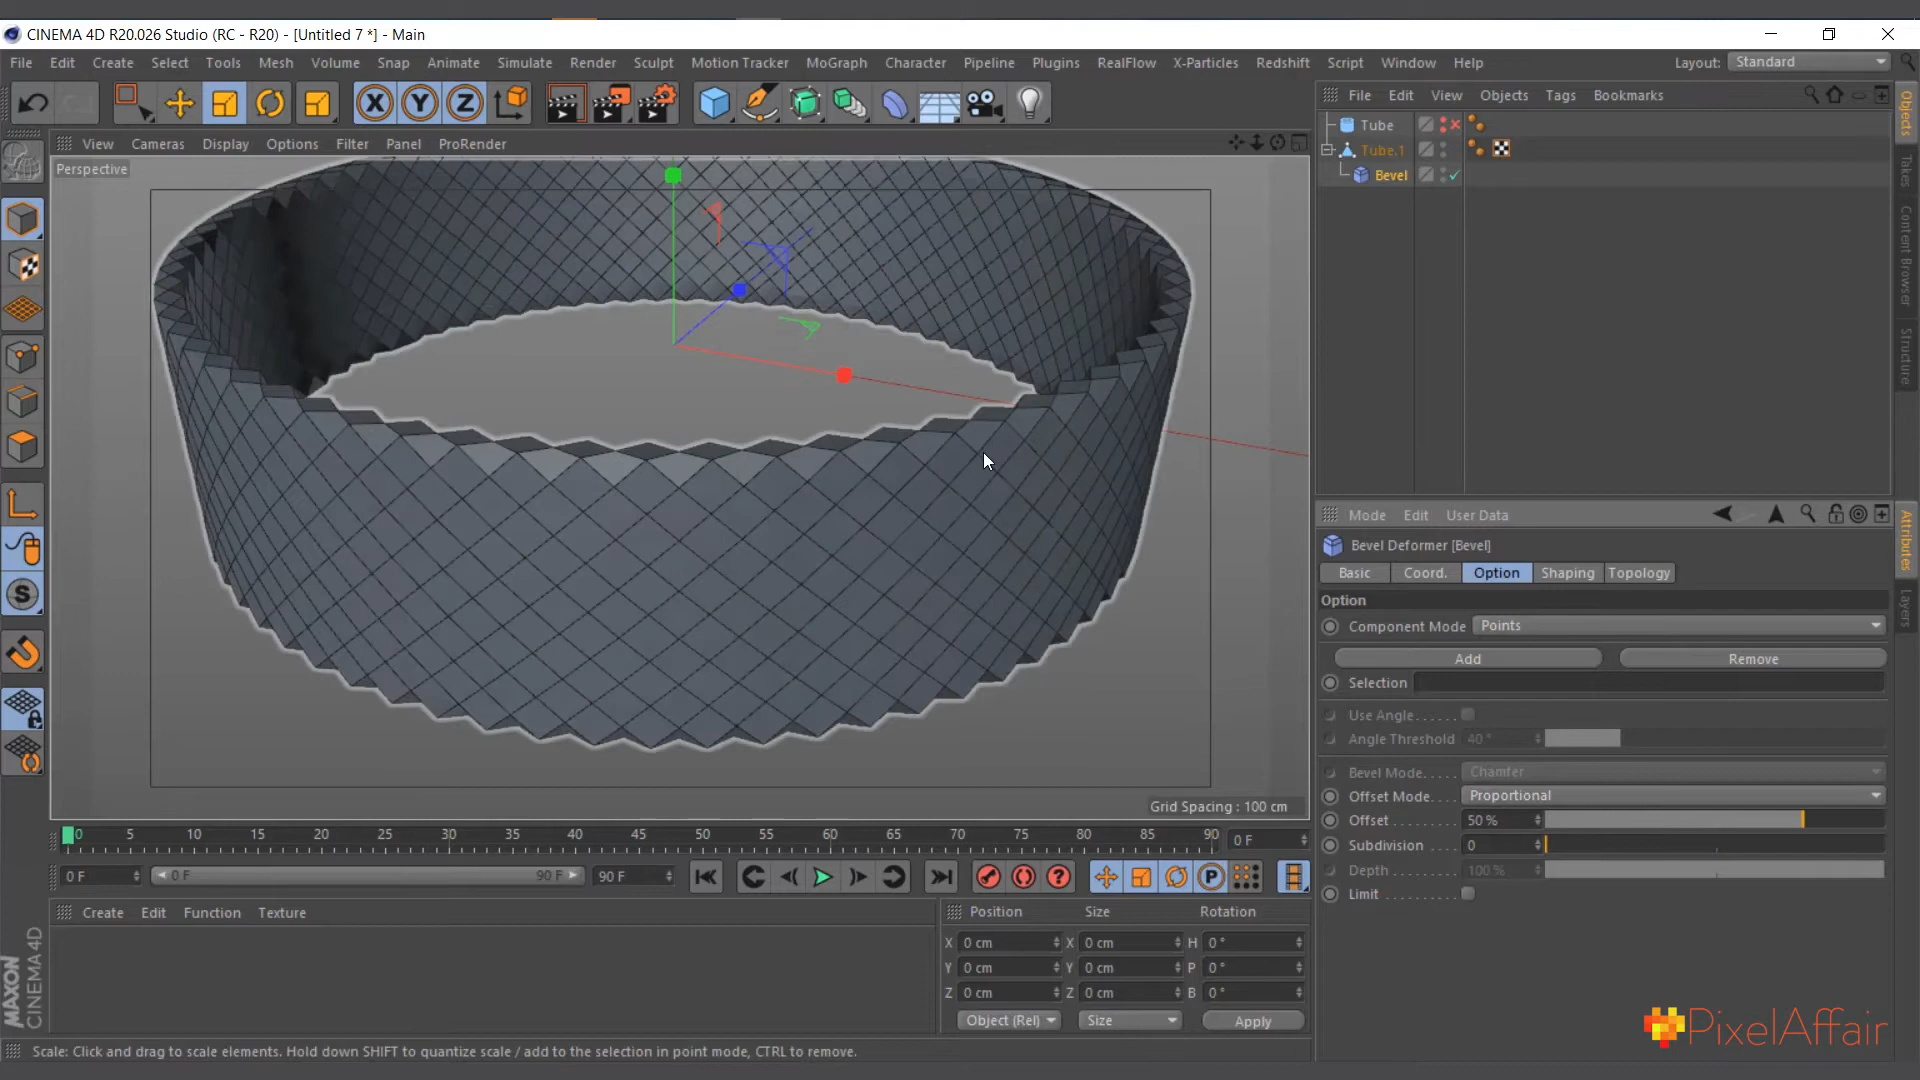 CINEMA 4D R20.026 Studio (RC - R20) - [Untitled 7 *] - Main
File Edit Create Select Tools Mesh Volume Snap Animate Simulate Render Sculpt Motion Tracker MoGraph Character Pipeline Plugins RealFlow X-Particles Redshift Script Window Help Layout: Standard
X Y Z
File Edit View Objects Tags Bookmarks
Tube
Tube.1
Bevel
View Cameras Display Options Filter Panel ProRender
Perspective
Grid Spacing : 100 cm
Objects
Takes
Content Browser
Structure
Attributes
Layers
S
Mode Edit User Data
Bevel Deformer [Bevel]
Basic Coord. Option Shaping Topology
Option
Component Mode Points
Add Remove
Selection
Use Angle......
Angle Threshold 40 °
Bevel Mode..... Chamfer
Offset Mode.... Proportional
Offset ........ 50 %
Subdivision .... 0
Depth ......... 100 %
Limit ..........
0 5 10 15 20 25 30 35 40 45 50 55 60 65 70 75 80 85 90 0 F
0 F 0 F 90 F 90 F P
Create Edit Function Texture
Position Size Rotation
X 0 cm X 0 cm H 0 °
Y 0 cm Y 0 cm P 0 °
Z 0 cm Z 0 cm B 0 °
Object (Rel) Size Apply
MAXON
CINEMA 4D
Scale: Click and drag to scale elements. Hold down SHIFT to quantize scale / add to the selection in point mode, CTRL to remove.
PixelAffair